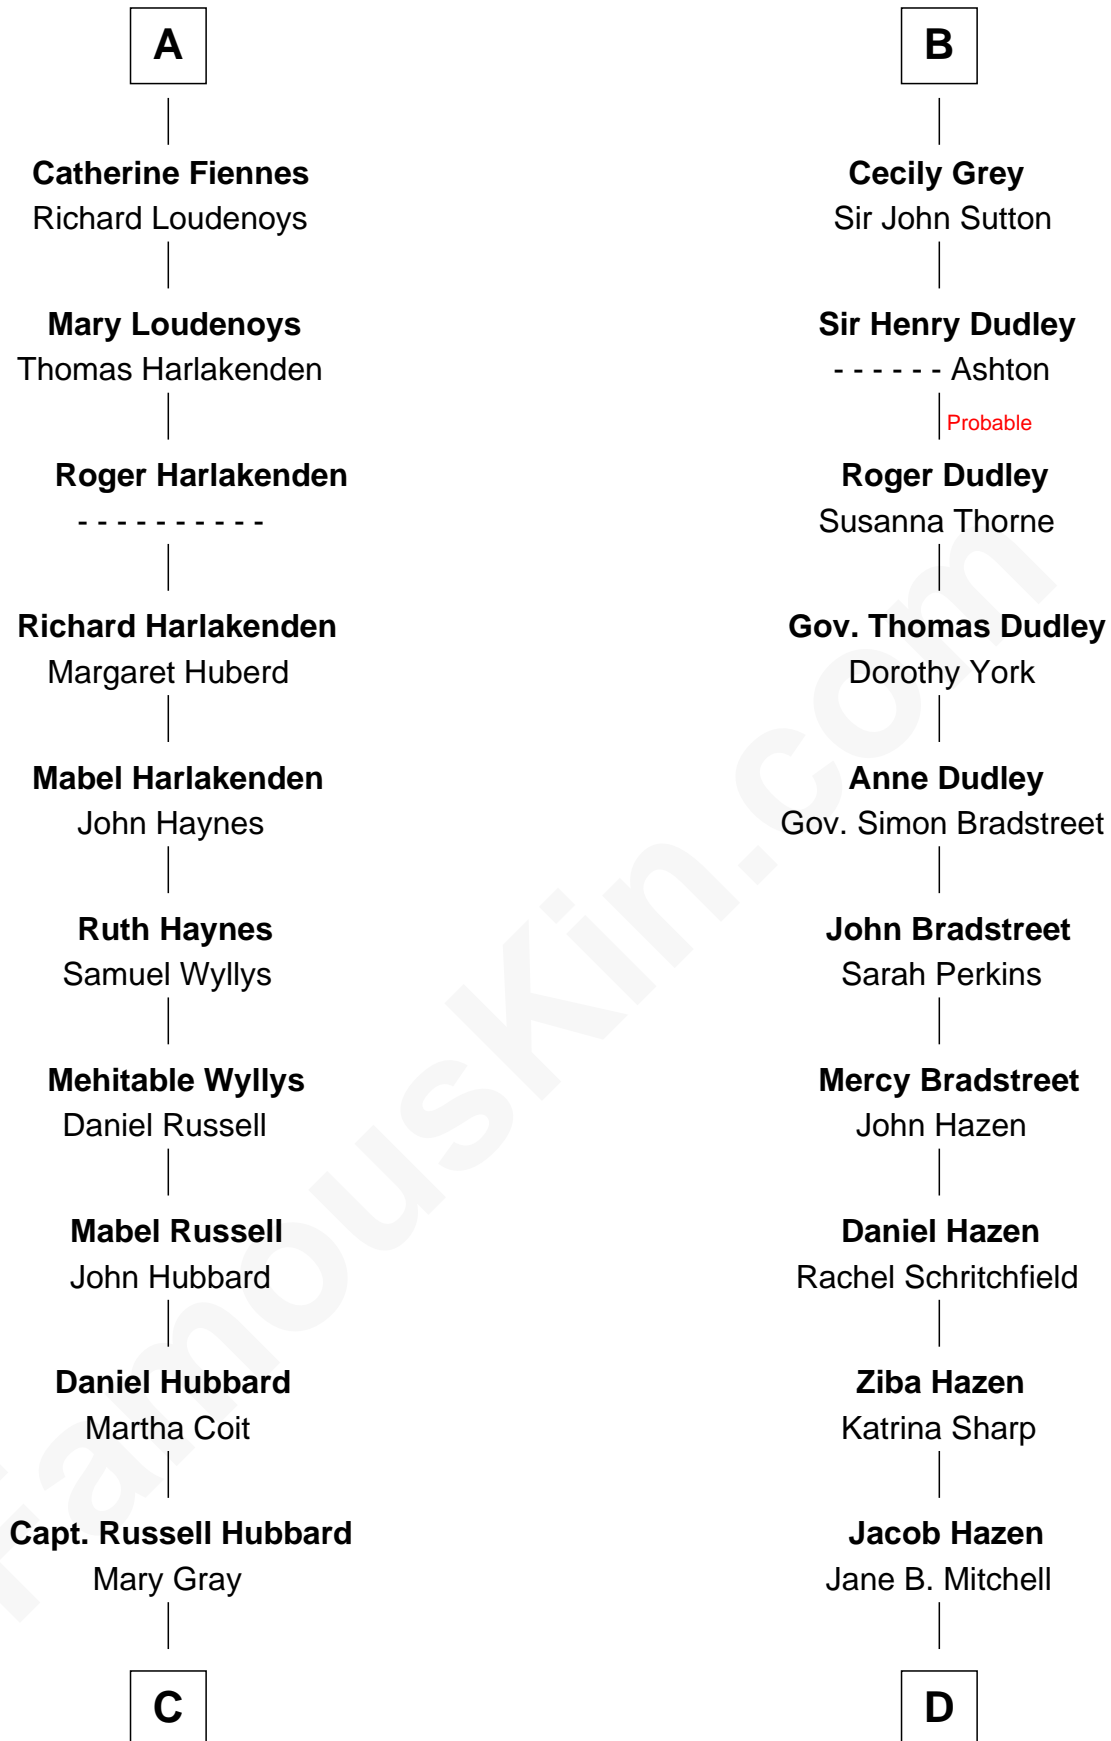 A
Catherine Fiennes
Richard Loudenoys
Mary Loudenoys
Thomas Harlakenden
Roger Harlakenden
- - - - - - - - - -
Richard Harlakenden
Margaret Huberd
Mabel Harlakenden
John Haynes
Ruth Haynes
Samuel Wyllys
Mehitable Wyllys
Daniel Russell
Mabel Russell
John Hubbard
Daniel Hubbard
Martha Coit
Capt. Russell Hubbard
Mary Gray
C
B
Cecily Grey
Sir John Sutton
Sir Henry Dudley
- - - - - - Ashton
Probable
Roger Dudley
Susanna Thorne
Gov. Thomas Dudley
Dorothy York
Anne Dudley
Gov. Simon Bradstreet
John Bradstreet
Sarah Perkins
Mercy Bradstreet
John Hazen
Daniel Hazen
Rachel Schritchfield
Ziba Hazen
Katrina Sharp
Jacob Hazen
Jane B. Mitchell
D
FamousKin.com